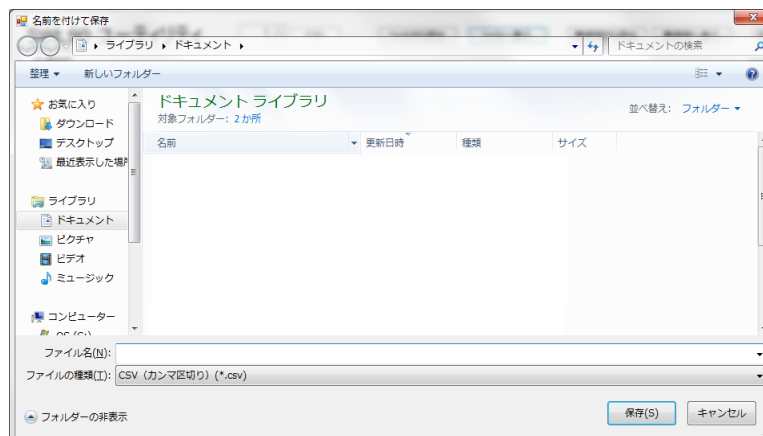 名前を付けて保存
ライブラリ ドキュメント
ドキュメントの検索
整理 新しいフォルダー
お気に入り
ダウンロード
デスクトップ
最近表示した場所
ライブラリ
ドキュメント
ピクチャ
ビデオ
ミュージック
コンピューター
OS (C:)
ドキュメント ライブラリ
対象フォルダー: 2 か所
並べ替え: フォルダー
名前 更新日時 種類 サイズ
ファイル名(N):
ファイルの種類(T): CSV（カンマ区切り）(*.csv)
フォルダーの非表示
保存(S) キャンセル